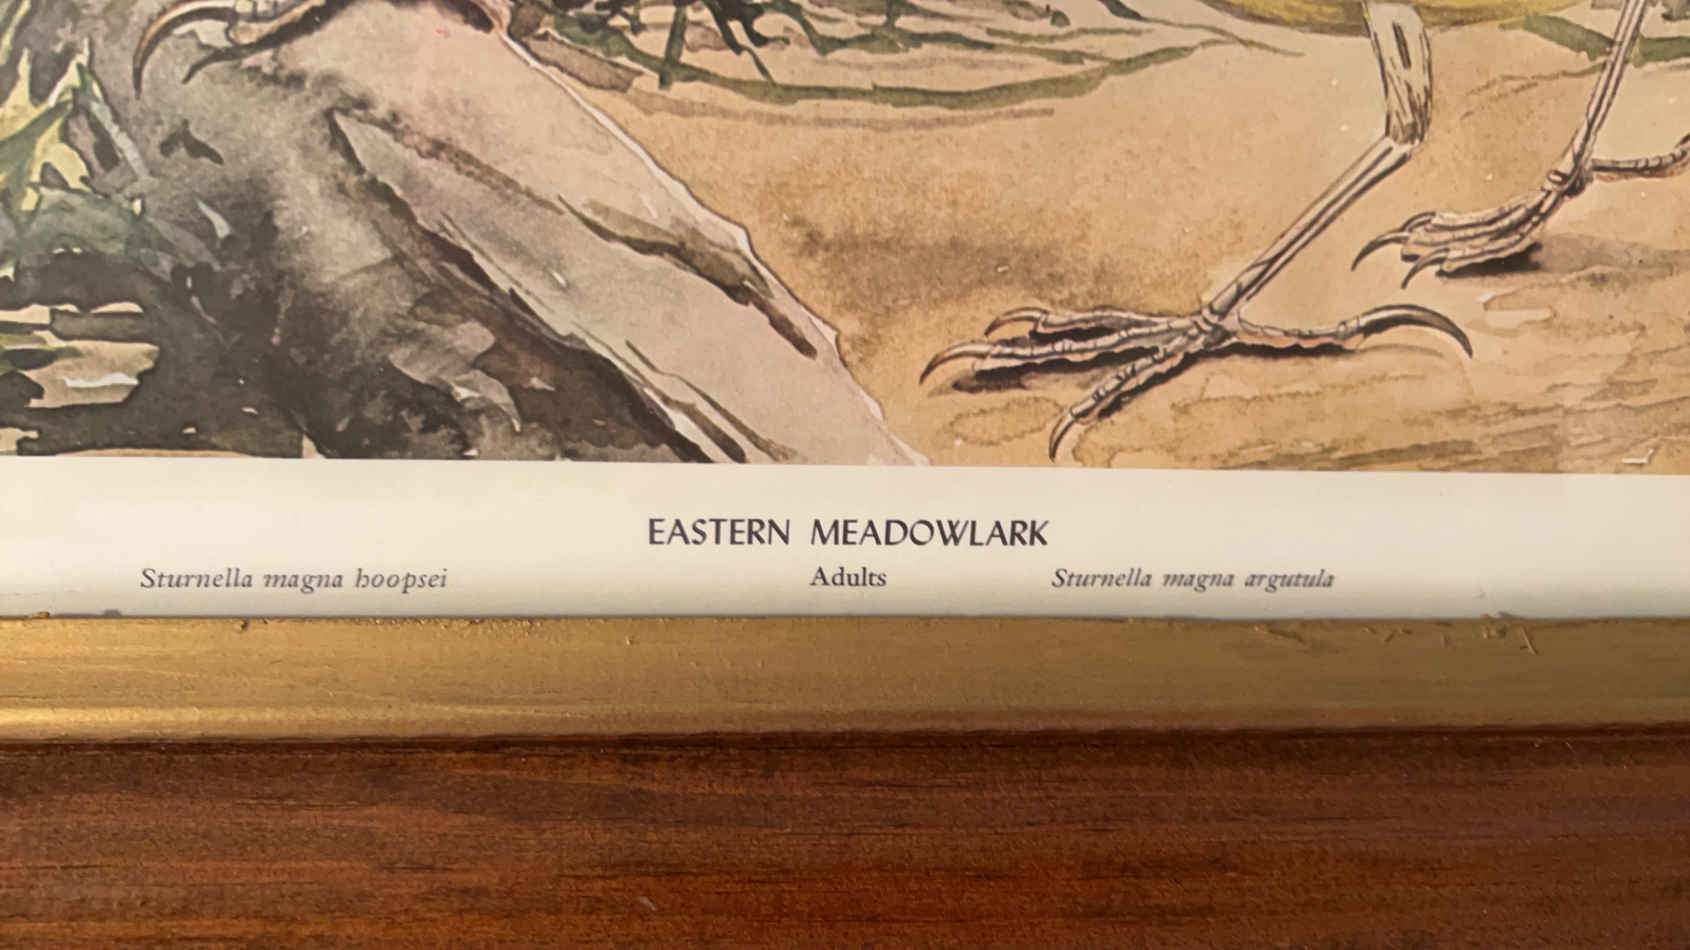 EASTERN MEADOWLARK
Sturnella magna hoopsei Adults Sturnella magna argutula